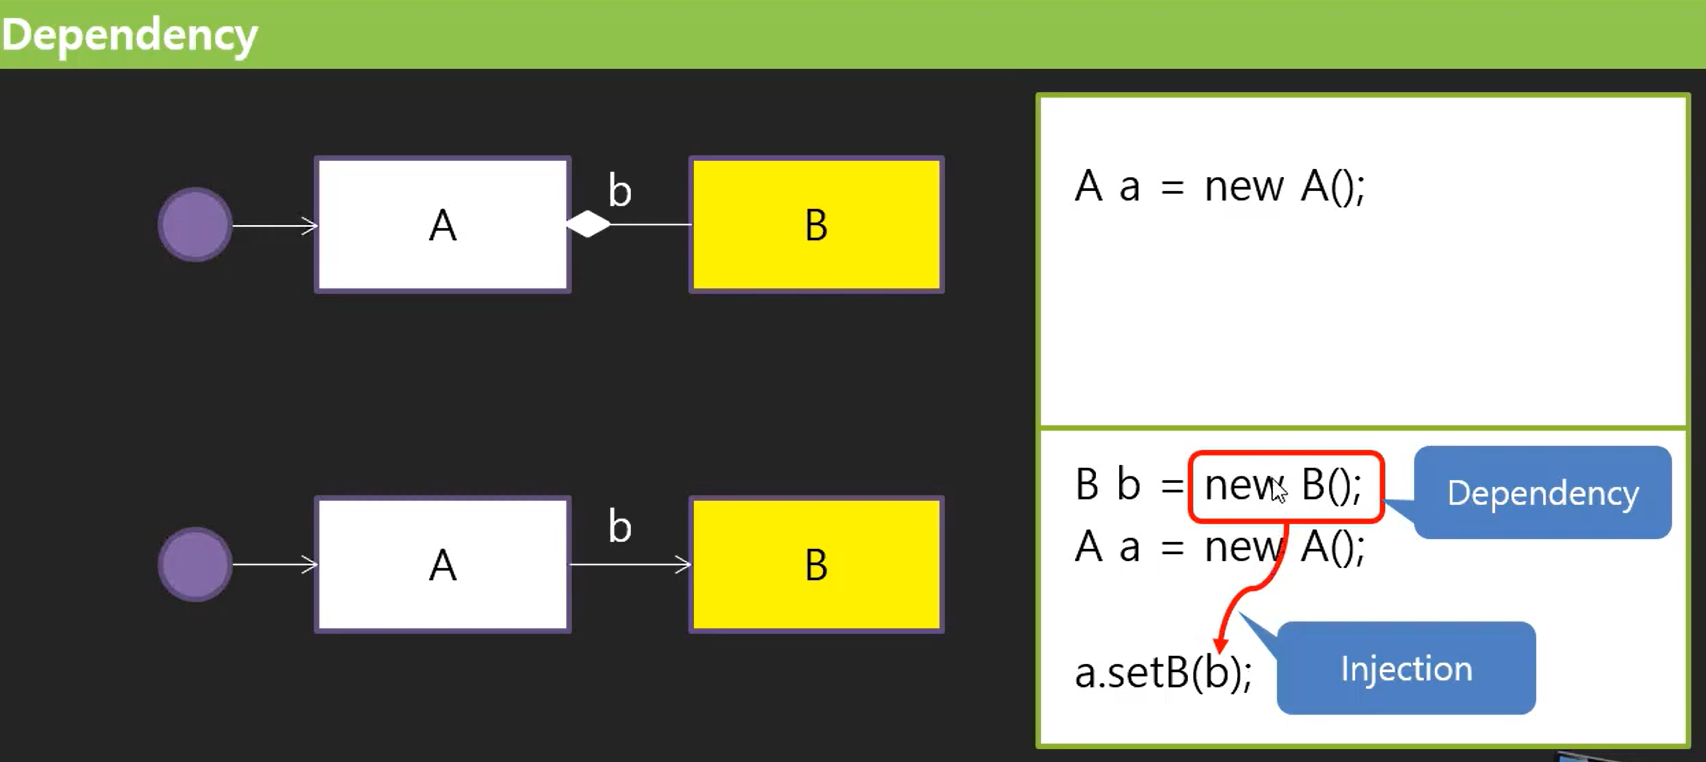 Dependency
b
A
B
A a = new A();
b
A
B
B b = new B();
Dependency
A a = new A();
a.setB(b);
Injection